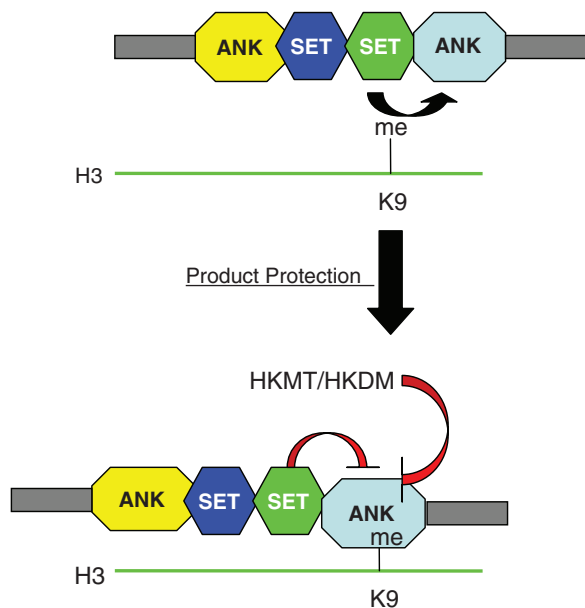 ANK SET SET ANK
me
H3
K9
Product Protection
HKMT/HKDM
ANK SET SET ANK
me
H3
K9